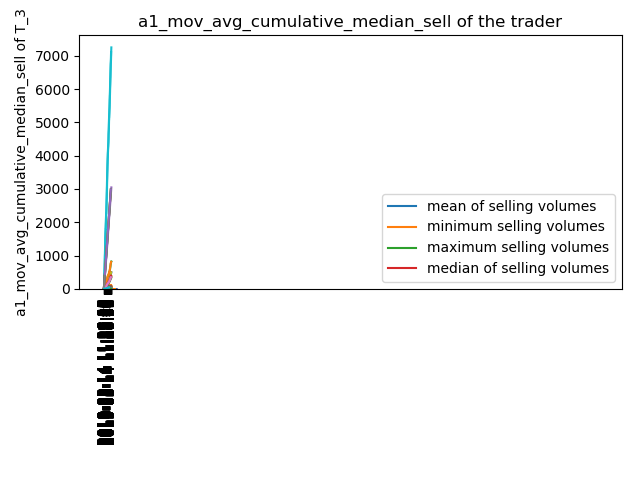 a1_mov_avg_cumulative_median_sell of the trader
a1_mov_avg_cumulative_median_sell of T_3
7000
6000
5000
4000
3000
2000
1000
0
mean of selling volumes
minimum selling volumes
maximum selling volumes
median of selling volumes